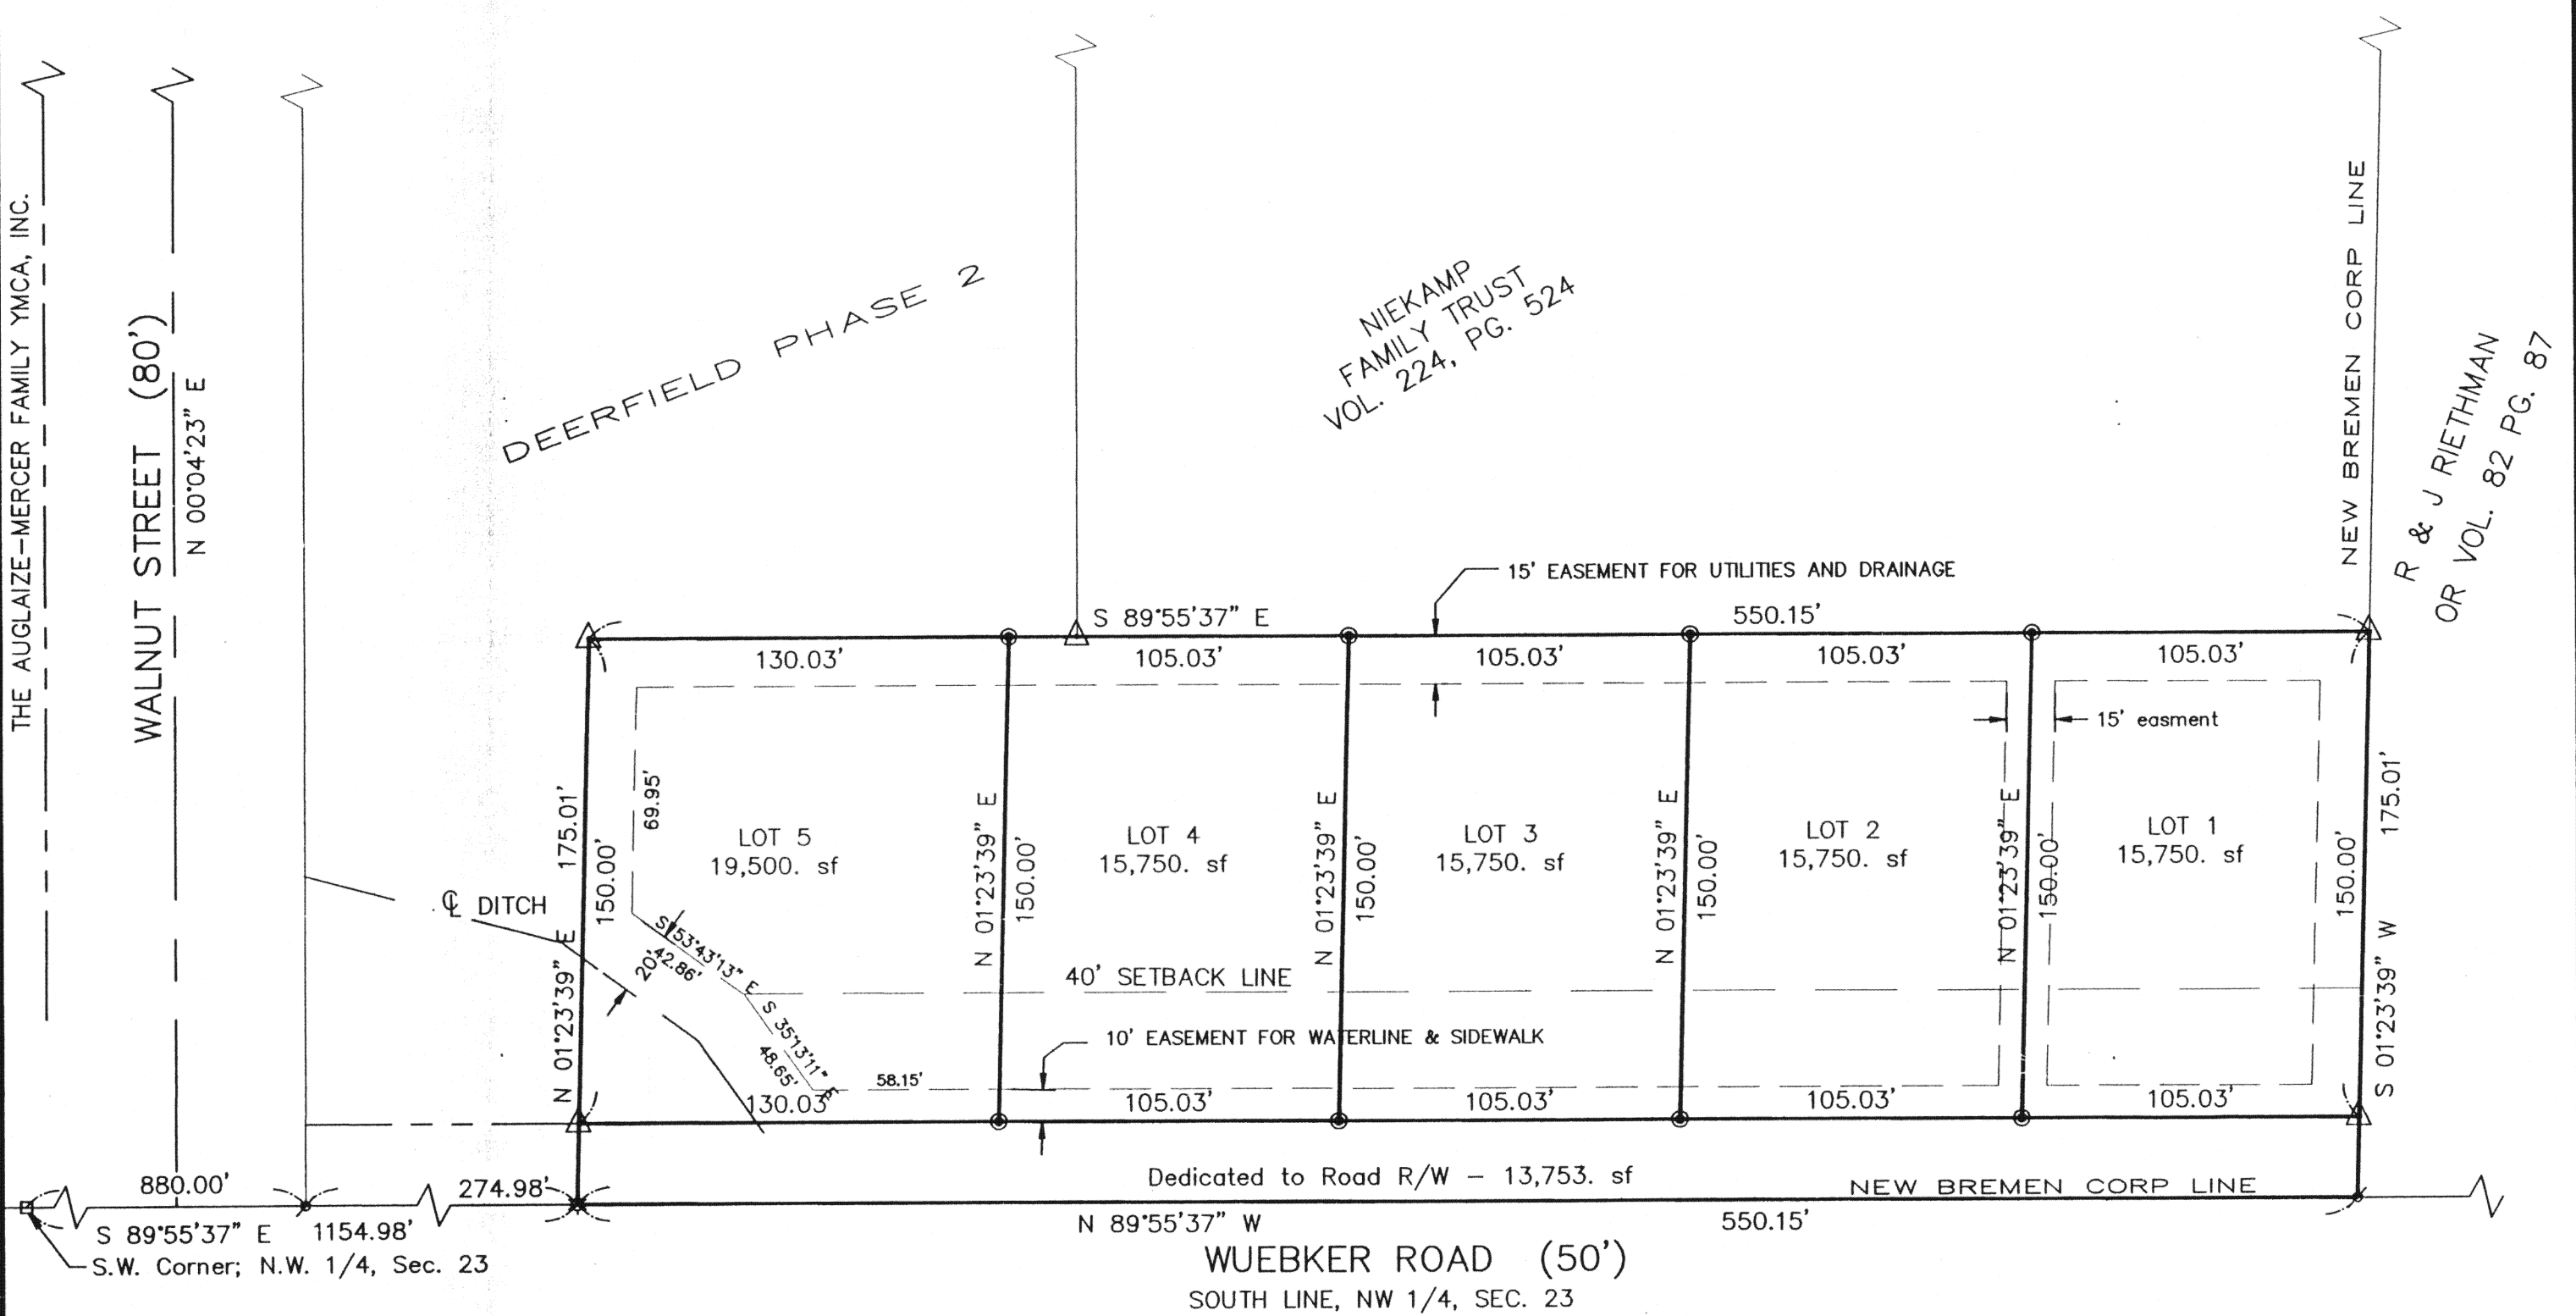 THE AUGLAIZE-MERCER FAMILY YMCA, INC.
WALNUT STREET (80')
N 00°04'23" E
DEERFIELD PHASE 2
NIEKAMP
FAMILY TRUST
VOL. 224, PG. 524
NEW BREMEN CORP LINE
R & J RIETHMAN
OR VOL. 82 PG. 87
15' EASEMENT FOR UTILITIES AND DRAINAGE
S 89°55'37" E
550.15'
130.03'
105.03'
105.03'
105.03'
105.03'
15' easment
69.95'
N 01°23'39" E 175.01'
150.00'
LOT 5
19,500. sf
N 01°23'39" E
150.00'
LOT 4
15,750. sf
N 01°23'39" E
150.00'
LOT 3
15,750. sf
N 01°23'39" E
150.00'
LOT 2
15,750. sf
N 01°23'39" E
150.00'
LOT 1
15,750. sf
150.00'
S 01°23'39" W 175.01'
℄ DITCH
S 53°43'13" E
42.86'
20'
S 35°13'11" E
48.65'
40' SETBACK LINE
10' EASEMENT FOR WATERLINE & SIDEWALK
58.15'
130.03'
105.03'
105.03'
105.03'
105.03'
Dedicated to Road R/W - 13,753. sf
NEW BREMEN CORP LINE
880.00'
274.98'
S 89°55'37" E 1154.98'
S.W. Corner; N.W. 1/4, Sec. 23
N 89°55'37" W
550.15'
WUEBKER ROAD (50')
SOUTH LINE, NW 1/4, SEC. 23